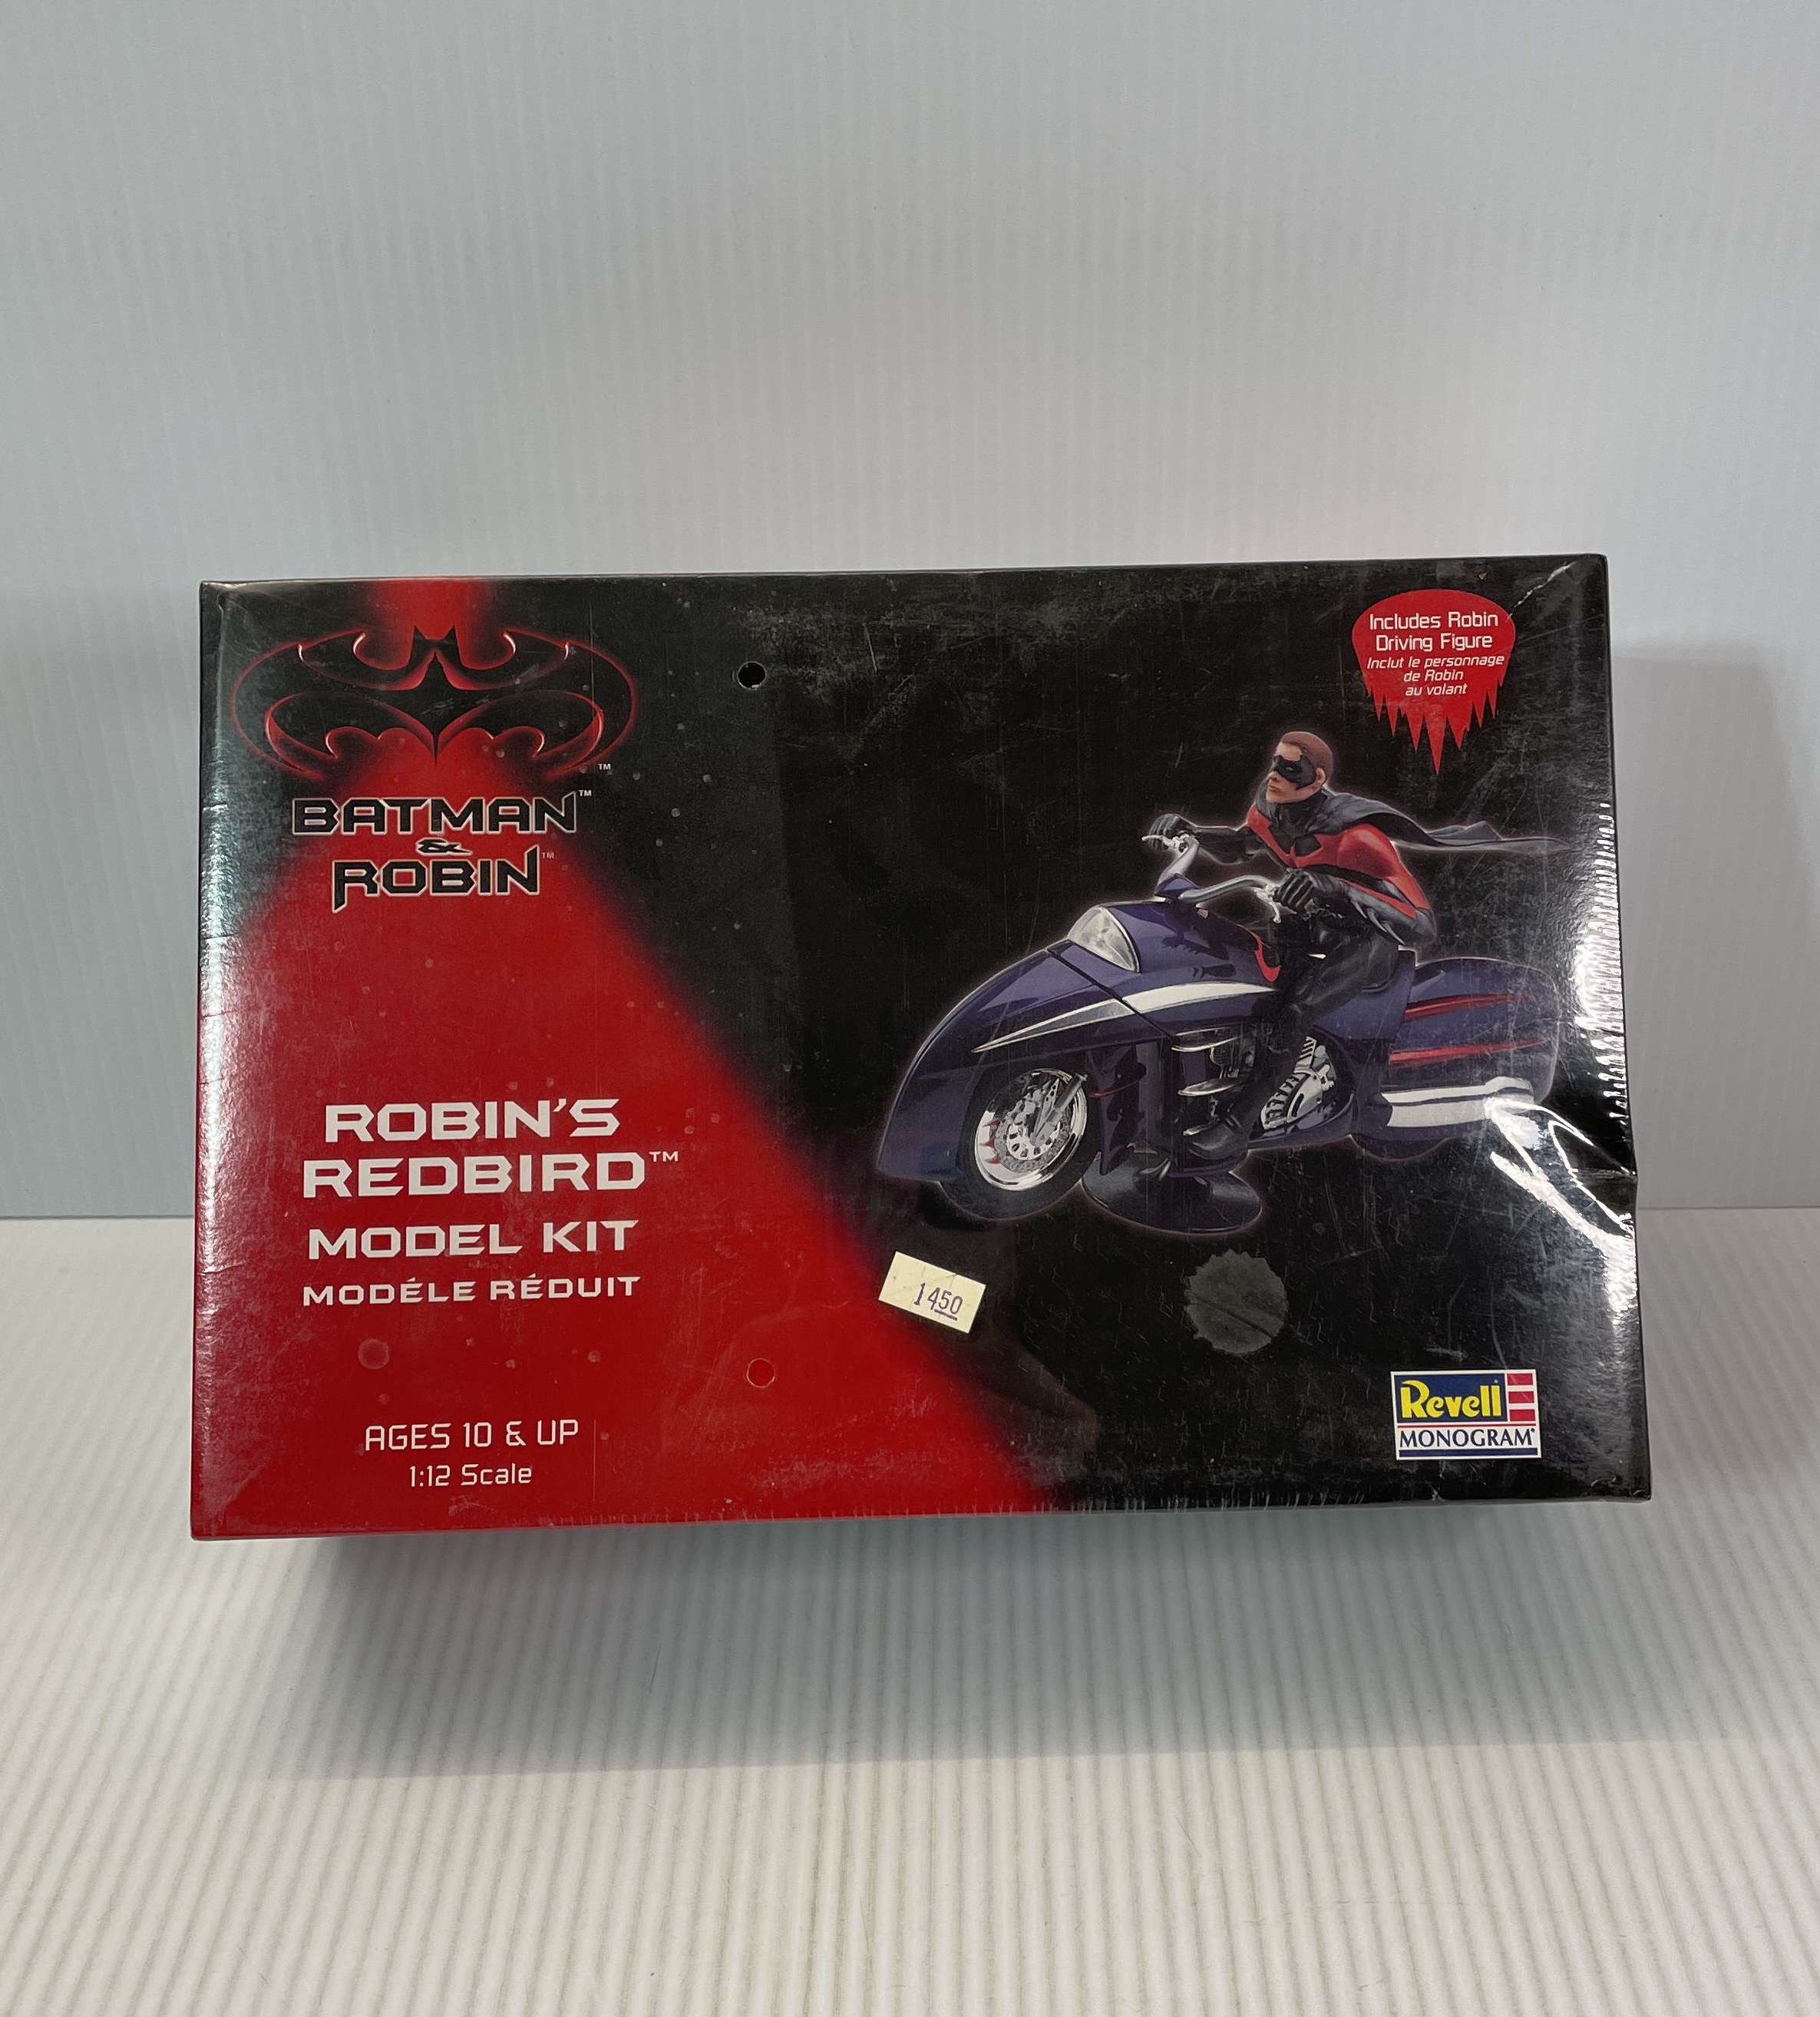 Includes Robin
Driving Figure
Inclut le personnage
de Robin
au volant
™
BATMAN™
&
ROBIN™
ROBIN'S
REDBIRD™
MODEL KIT
MODÉLE RÉDUIT
1450
AGES 10 & UP
1:12 Scale
Revell
MONOGRAM